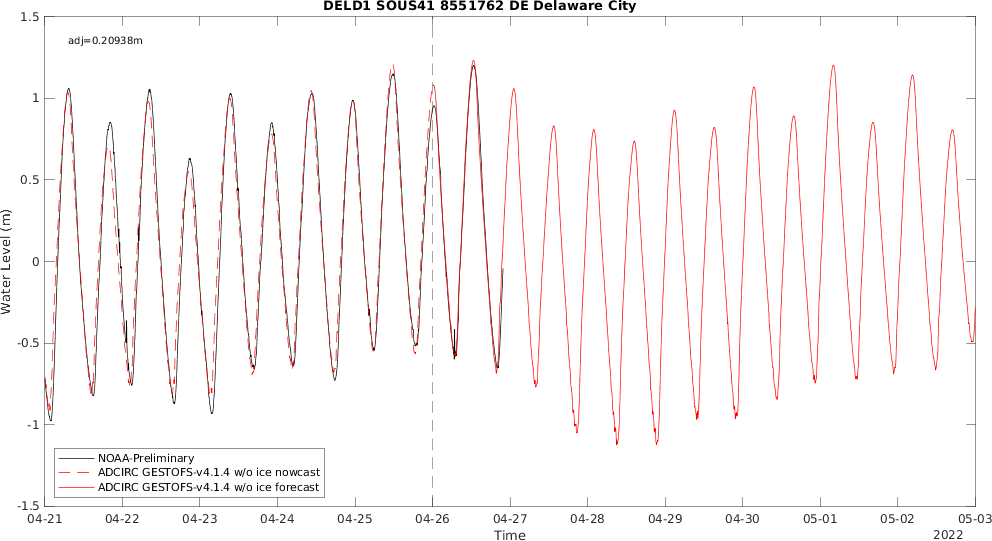 DELD1 SOUS41 8551762 DE Delaware City
adj=0.20938m
1.5
1
0.5
0
-0.5
-1
-1.5
Water Level (m)
NOAA-Preliminary
ADCIRC GESTOFS-v4.1.4 w/o ice nowcast
ADCIRC GESTOFS-v4.1.4 w/o ice forecast
04-21 04-22 04-23 04-24 04-25 04-26 04-27 04-28 04-29 04-30 05-01 05-02 05-03
Time
2022